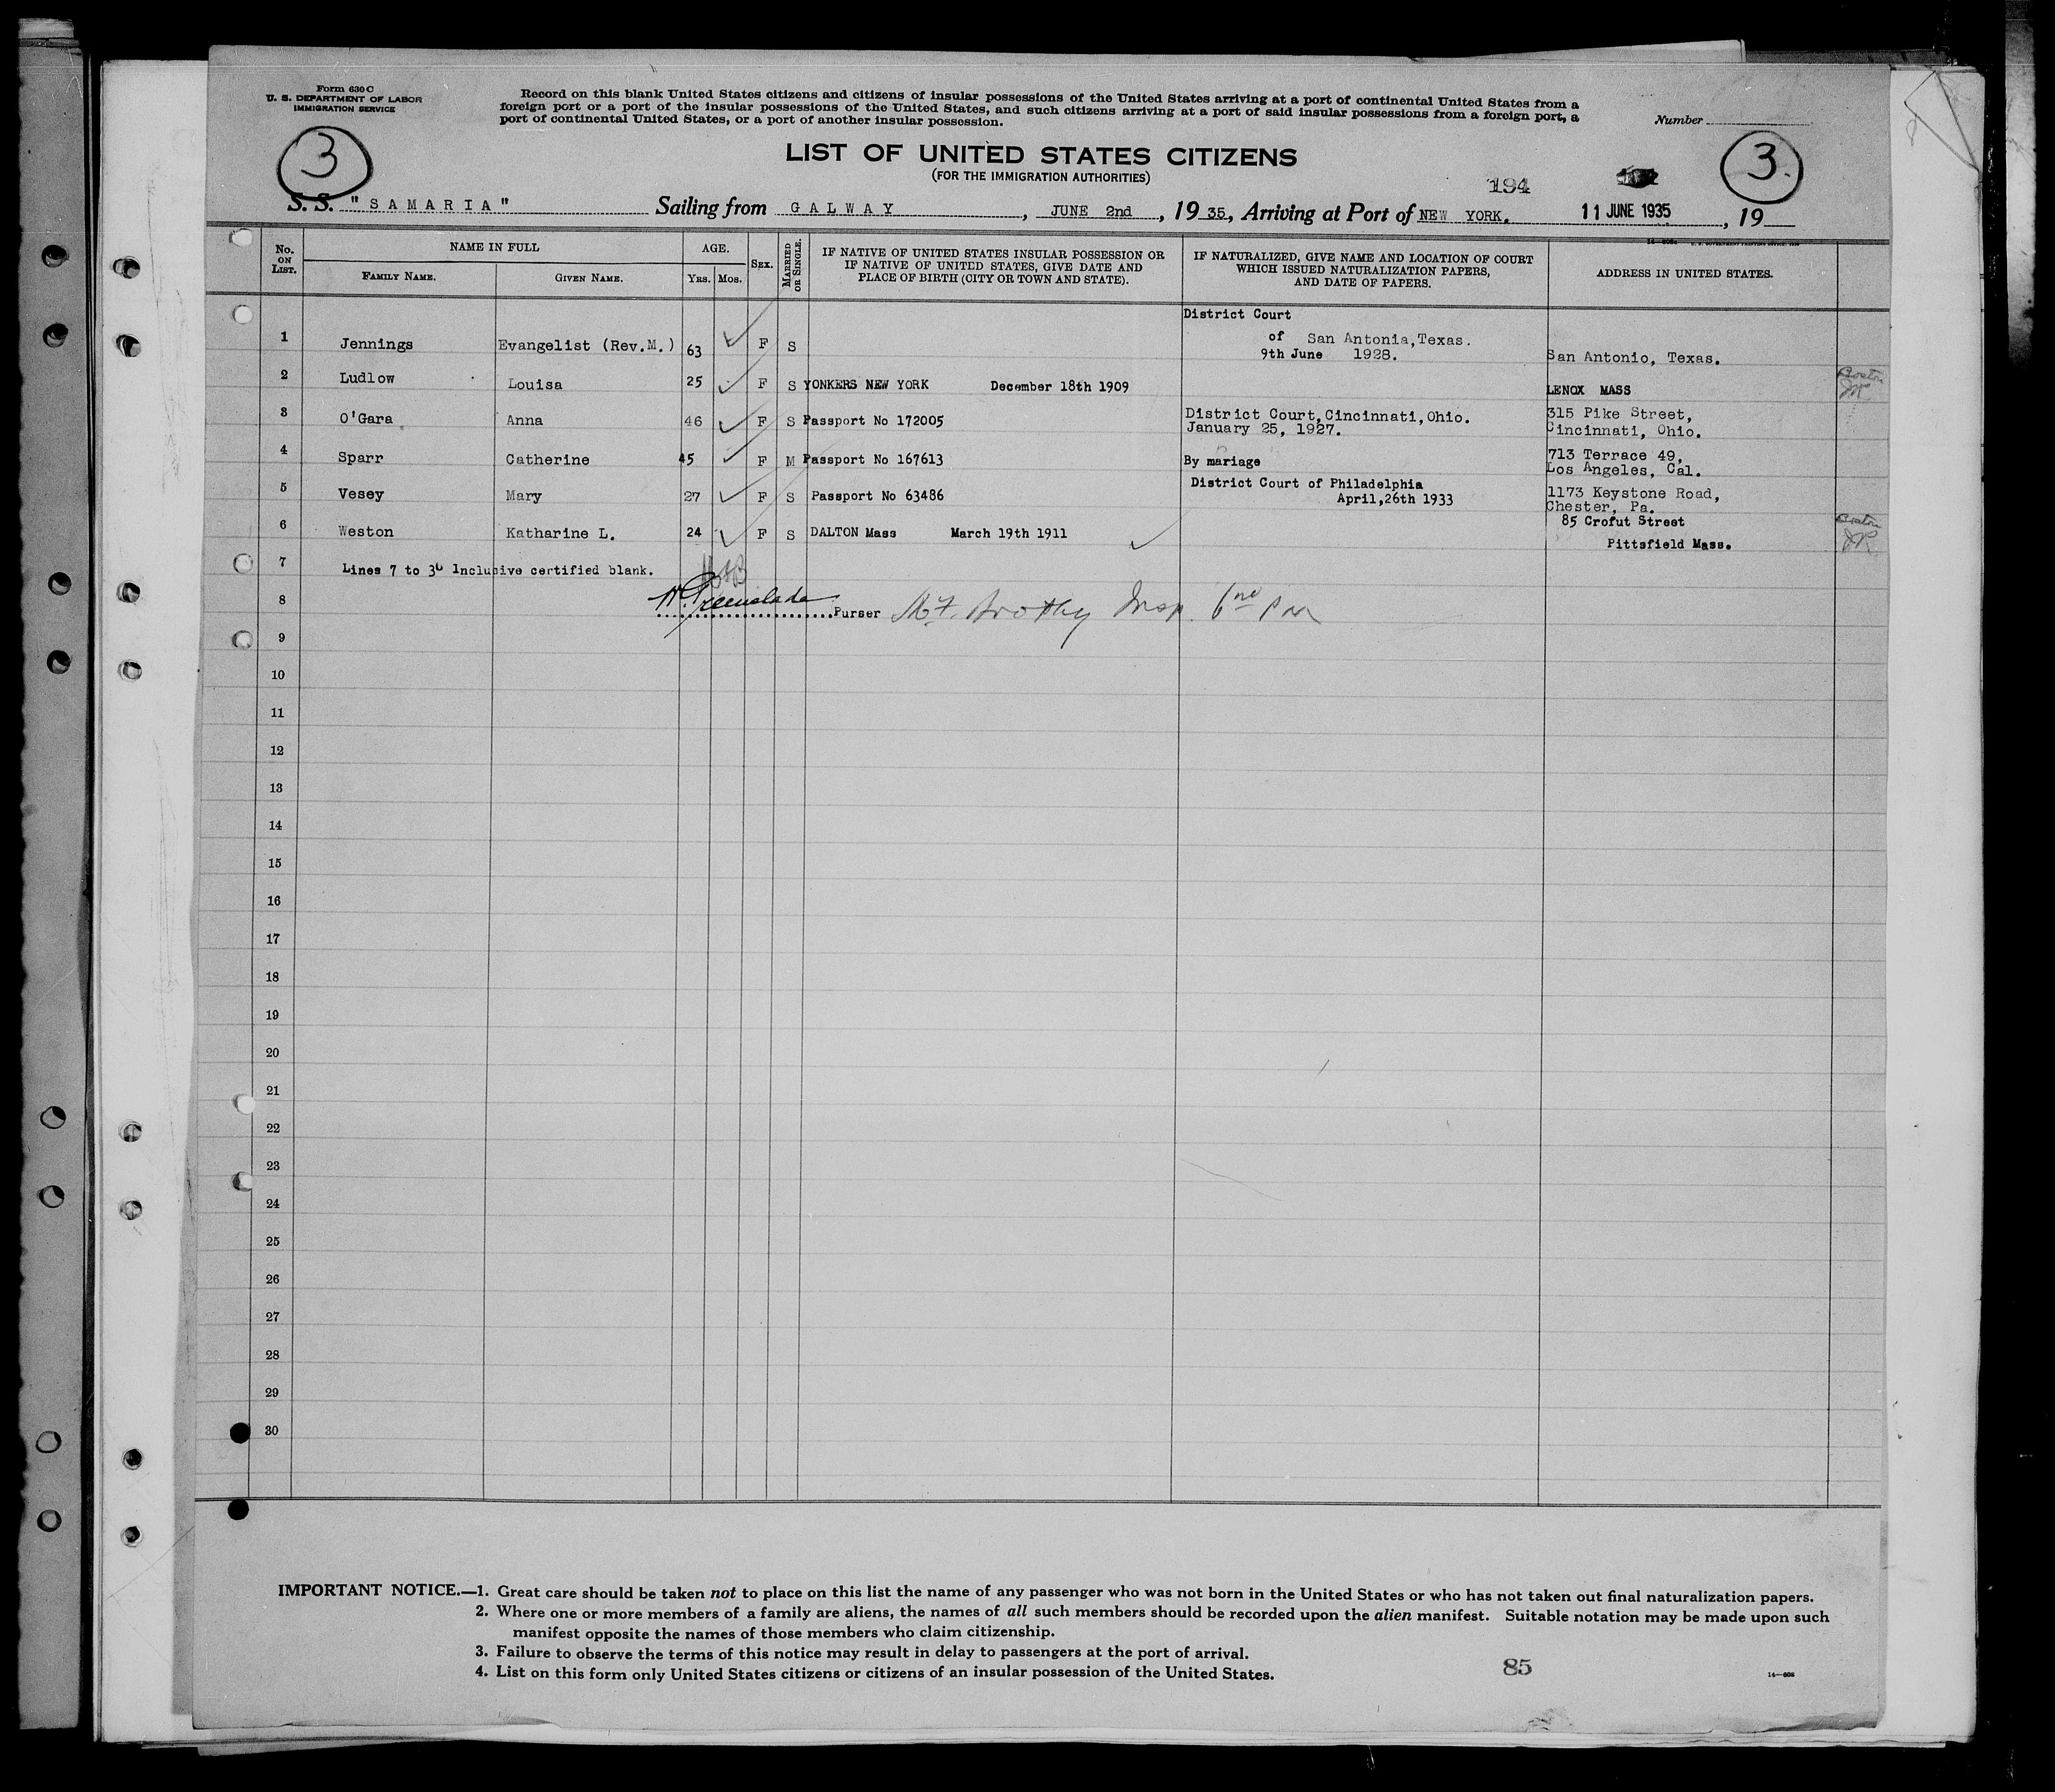 Form 630 C
U. S. DEPARTMENT OF LABOR
IMMIGRATION SERVICE
Record on this blank United States citizens and citizens of insular possessions of the United States arriving at a port of continental United States from a
foreign port or a port of the insular possessions of the United States, and such citizens arriving at a port of said insular possessions from a foreign port, a
port of continental United States, or a port of another insular possession.
Number
3
3.
LIST OF UNITED STATES CITIZENS
(FOR THE IMMIGRATION AUTHORITIES)
194
S. S. "SAMARIA" Sailing from GALWAY, JUNE 2nd, 19 35, Arriving at Port of NEW YORK. 11 JUNE 1935, 19
No. ON LIST. NAME IN FULL FAMILY NAME. GIVEN NAME. AGE. YRS. MOS. SEX. MARRIED OR SINGLE. IF NATIVE OF UNITED STATES INSULAR POSSESSION OR IF NATIVE OF UNITED STATES, GIVE DATE AND PLACE OF BIRTH (CITY OR TOWN AND STATE). IF NATURALIZED, GIVE NAME AND LOCATION OF COURT WHICH ISSUED NATURALIZATION PAPERS, AND DATE OF PAPERS. ADDRESS IN UNITED STATES.
1 Jennings Evangelist (Rev.M.) 63 F S District Court of San Antonia,Texas. 9th June 1928. San Antonio, Texas.
2 Ludlow Louisa 25 F S YONKERS NEW YORK December 18th 1909 LENOX MASS Boston
3 O'Gara Anna 46 F S Passport No 172005 District Court,Cincinnati,Ohio. January 25, 1927. 315 Pike Street, Cincinnati, Ohio.
4 Sparr Catherine 45 F M Passport No 167613 By mariage 713 Terrace 49, Los Angeles, Cal.
5 Vesey Mary 27 F S Passport No 63486 District Court of Philadelphia April,26th 1933 1173 Keystone Road, Chester, Pa.
6 Weston Katharine L. 24 F S DALTON Mass March 19th 1911 85 Crofut Street Pittsfield Mass. Boston
7 Lines 7 to 30 Inclusive certified blank.
8 Purser
9
10
11
12
13
14
15
16
17
18
19
20
21
22
23
24
25
26
27
28
29
30
IMPORTANT NOTICE.—1. Great care should be taken not to place on this list the name of any passenger who was not born in the United States or who has not taken out final naturalization papers.
2. Where one or more members of a family are aliens, the names of all such members should be recorded upon the alien manifest. Suitable notation may be made upon such
manifest opposite the names of those members who claim citizenship.
3. Failure to observe the terms of this notice may result in delay to passengers at the port of arrival.
4. List on this form only United States citizens or citizens of an insular possession of the United States.
85
14—608